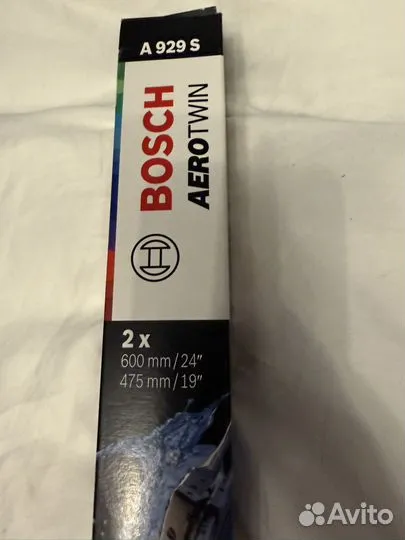 A 929 S
BOSCH
AEROTWIN
2 x
600 mm/24"
475 mm/19"
Avito